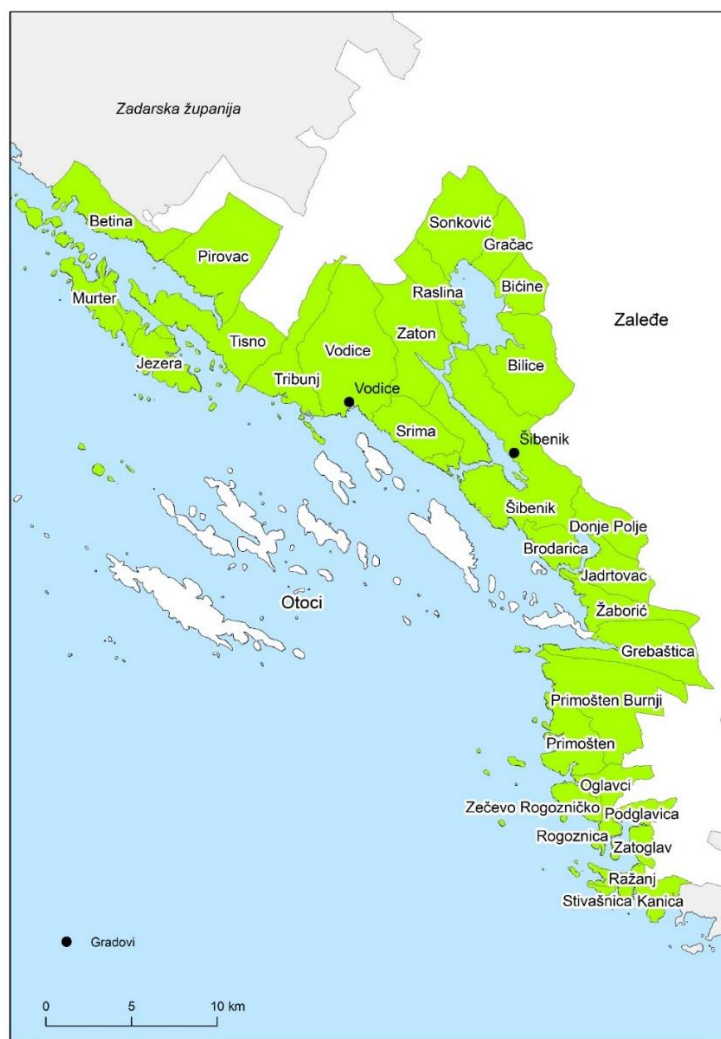 Zadarska županija
Betina
Pirovac
Sonković
Gračac
Murter
Raslina
Bićine
Zaton
Zaleđe
Tisno
Vodice
Jezera
Bilice
Tribunj
Vodice
Srima
Šibenik
Šibenik
Donje Polje
Brodarica
Jadrtovac
Otoci
Žaborić
Grebaštica
Primošten Burnji
Primošten
Oglavci
Zečevo Rogozničko
Podglavica
Rogoznica
Zatoglav
Ražanj
Stivašnica Kanica
Gradovi
0 5 10 km